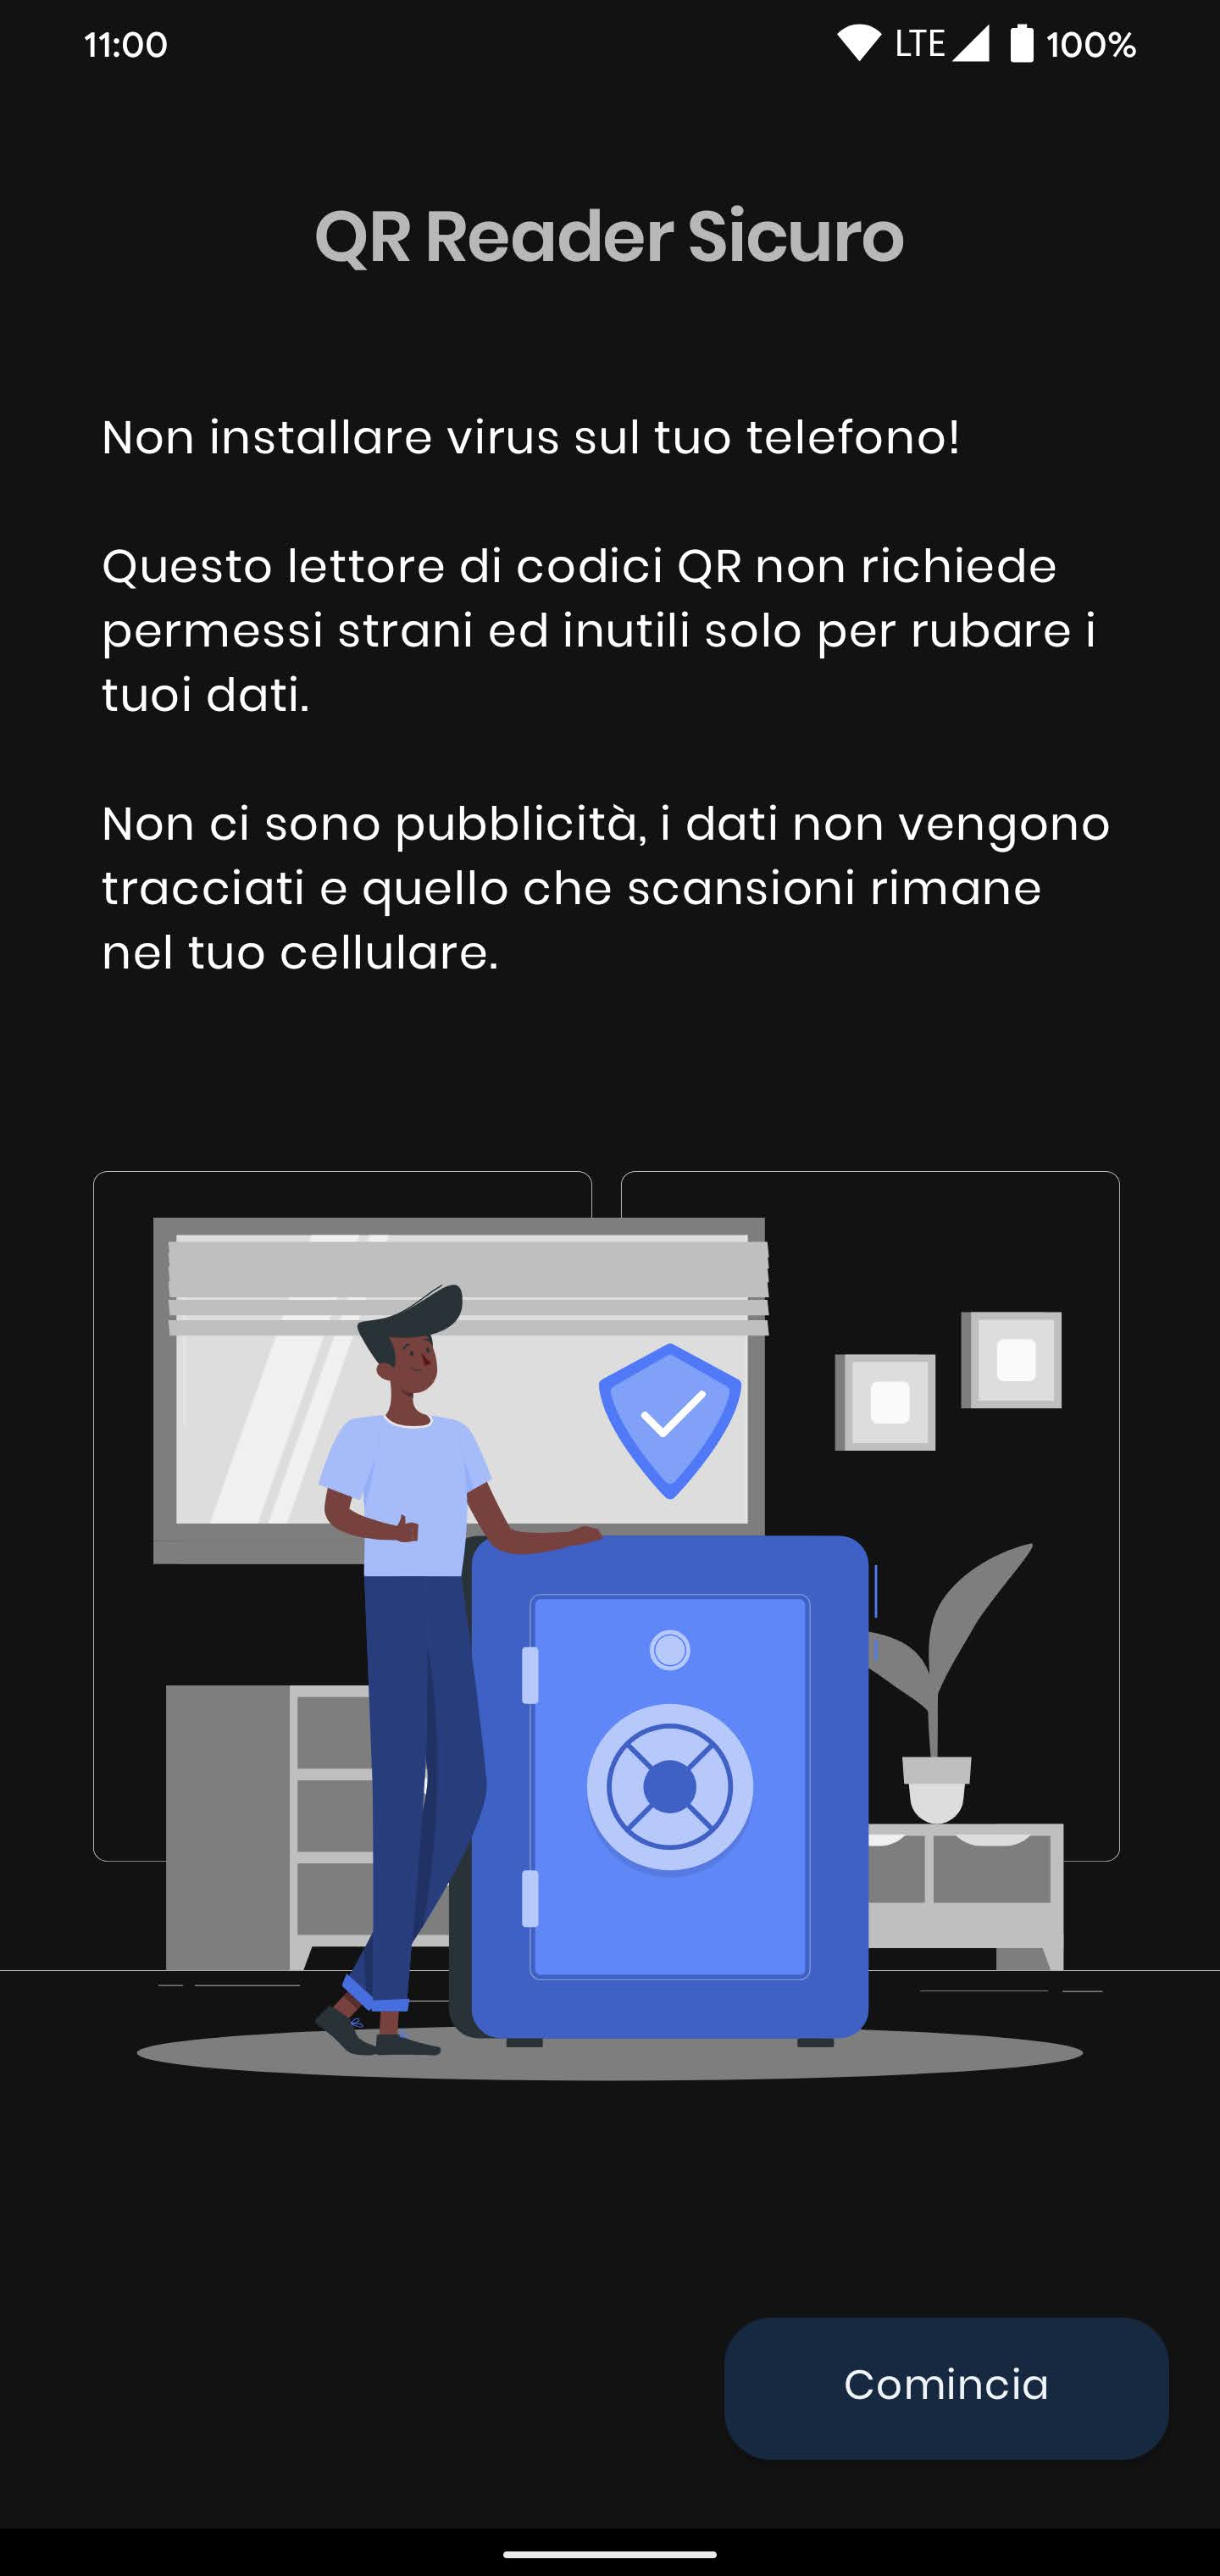 11:00
LTE 100%
QR Reader Sicuro
Non installare virus sul tuo telefono!
Questo lettore di codici QR non richiede
permessi strani ed inutili solo per rubare i
tuoi dati.
Non ci sono pubblicità, i dati non vengono
tracciati e quello che scansioni rimane
nel tuo cellulare.
Comincia